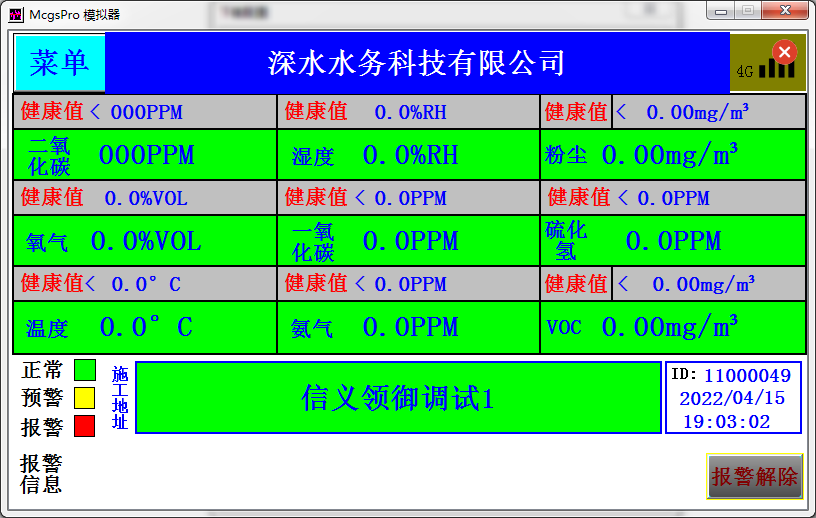 McgsPro 模拟器
菜单
深水水务科技有限公司
4G
健康值 < 000PPM
健康值 0.0%RH
健康值 < 0.00mg/m³
二氧化碳 000PPM
湿度 0.0%RH
粉尘 0.00mg/m³
健康值 0.0%VOL
健康值 < 0.0PPM
健康值 < 0.0PPM
氧气 0.0%VOL
一氧化碳 0.0PPM
硫化氢 0.0PPM
健康值< 0.0° C
健康值 < 0.0PPM
健康值 < 0.00mg/m³
温度 0.0° C
氨气 0.0PPM
VOC 0.00mg/m³
正常
预警
报警
施工地址
信义领御调试1
ID: 11000049
2022/04/15
19:03:02
报警信息
报警解除